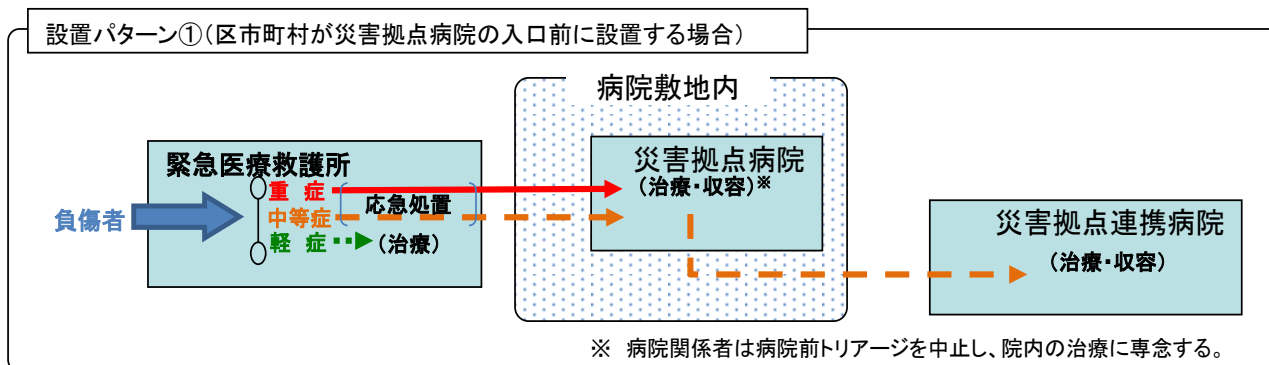 設置パターン①(区市町村が災害拠点病院の入口前に設置する場合)
病院敷地内
緊急医療救護所
負傷者
重 症
中等症
軽 症
応急処置
(治療)
災害拠点病院
(治療・収容)※
災害拠点連携病院
(治療・収容)
※ 病院関係者は病院前トリアージを中止し、院内の治療に専念する。